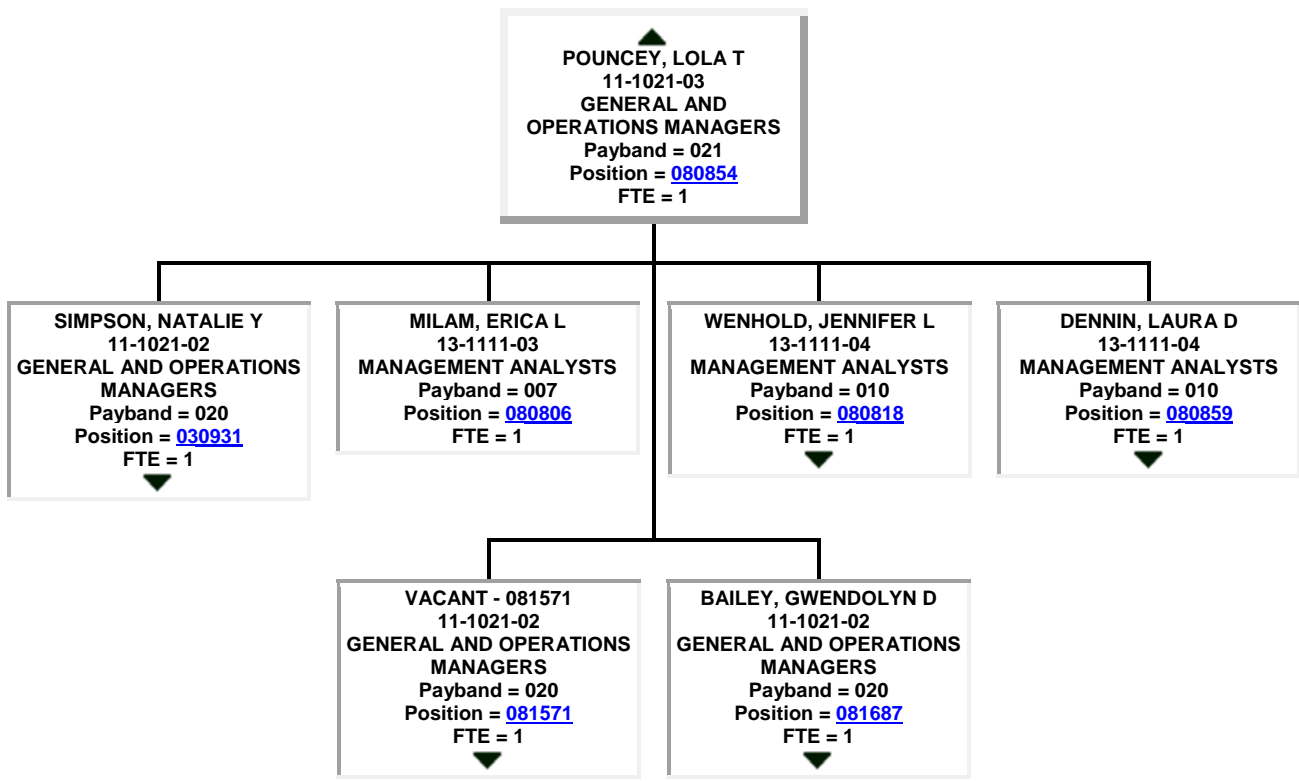 POUNCEY, LOLA T
11-1021-03
GENERAL AND
OPERATIONS MANAGERS
Payband = 021
Position = 080854
FTE = 1
SIMPSON, NATALIE Y
11-1021-02
GENERAL AND OPERATIONS
MANAGERS
Payband = 020
Position = 030931
FTE = 1
MILAM, ERICA L
13-1111-03
MANAGEMENT ANALYSTS
Payband = 007
Position = 080806
FTE = 1
WENHOLD, JENNIFER L
13-1111-04
MANAGEMENT ANALYSTS
Payband = 010
Position = 080818
FTE = 1
DENNIN, LAURA D
13-1111-04
MANAGEMENT ANALYSTS
Payband = 010
Position = 080859
FTE = 1
VACANT - 081571
11-1021-02
GENERAL AND OPERATIONS
MANAGERS
Payband = 020
Position = 081571
FTE = 1
BAILEY, GWENDOLYN D
11-1021-02
GENERAL AND OPERATIONS
MANAGERS
Payband = 020
Position = 081687
FTE = 1